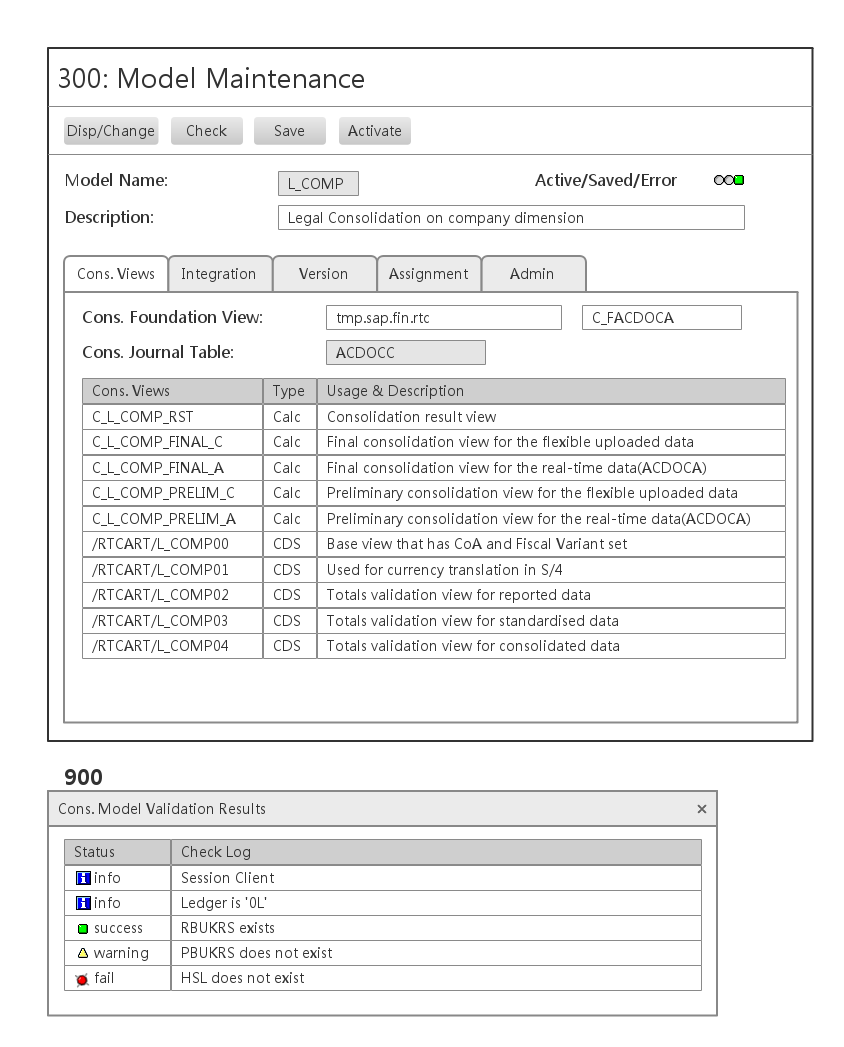 300: Model Maintenance
Disp/Change Check Save Activate
Model Name: L_COMP Active/Saved/Error
Description: Legal Consolidation on company dimension
Cons. Views Integration Version Assignment Admin
Cons. Foundation View: tmp.sap.fin.rtc C_FACDOCA
Cons. Journal Table: ACDOCC
Cons. Views Type Usage & Description
C_L_COMP_RST Calc Consolidation result view
C_L_COMP_FINAL_C Calc Final consolidation view for the flexible uploaded data
C_L_COMP_FINAL_A Calc Final consolidation view for the real-time data(ACDOCA)
C_L_COMP_PRELIM_C Calc Preliminary consolidation view for the flexible uploaded data
C_L_COMP_PRELIM_A Calc Preliminary consolidation view for the real-time data(ACDOCA)
/RTCART/L_COMP00 CDS Base view that has CoA and Fiscal Variant set
/RTCART/L_COMP01 CDS Used for currency translation in S/4
/RTCART/L_COMP02 CDS Totals validation view for reported data
/RTCART/L_COMP03 CDS Totals validation view for standardised data
/RTCART/L_COMP04 CDS Totals validation view for consolidated data
900
Cons. Model Validation Results ×
Status Check Log
info Session Client
info Ledger is '0L'
success RBUKRS exists
warning PBUKRS does not exist
fail HSL does not exist